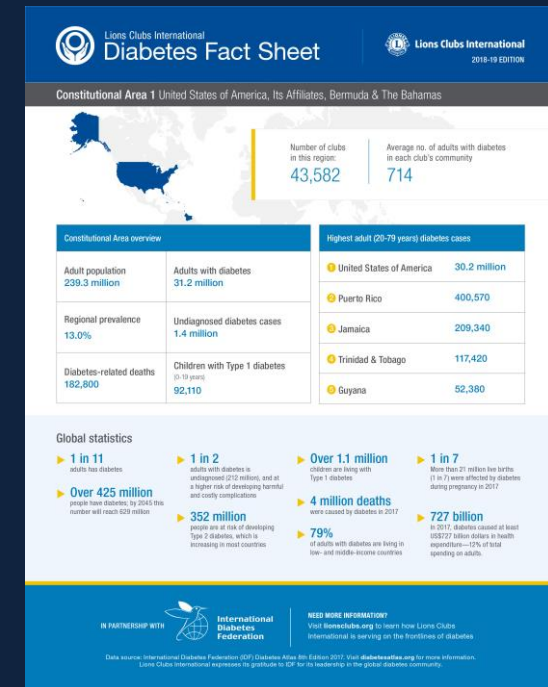 Lions Clubs International
Diabetes Fact Sheet
Lions Clubs International
2018-19 EDITION
Constitutional Area 1 United States of America, Its Affiliates, Bermuda & The Bahamas
Number of clubs
in this region:
43,582
Average no. of adults with diabetes
in each club's community
714
Constitutional Area overview
Adult population
239.3 million
Adults with diabetes
31.2 million
Regional prevalence
13.0%
Undiagnosed diabetes cases
1.4 million
Diabetes-related deaths
182,800
Children with Type 1 diabetes
(0-19 years)
92,110
Highest adult (20-79 years) diabetes cases
1 United States of America 30.2 million
2 Puerto Rico 400,570
3 Jamaica 209,340
4 Trinidad & Tobago 117,420
5 Guyana 52,380
Global statistics
1 in 11
adults has diabetes
Over 425 million
people have diabetes; by 2045 this
number will reach 629 million
1 in 2
adults with diabetes is
undiagnosed (212 million), and at
a higher risk of developing harmful
and costly complications
352 million
people are at risk of developing
Type 2 diabetes, which is
increasing in most countries
Over 1.1 million
children are living with
Type 1 diabetes
4 million deaths
were caused by diabetes in 2017
79%
of adults with diabetes are living in
low- and middle-income countries
1 in 7
More than 21 million live births
(1 in 7) were affected by diabetes
during pregnancy in 2017
727 billion
In 2017, diabetes caused at least
US$727 billion dollars in health
expenditure—12% of total
spending on adults.
IN PARTNERSHIP WITH
International
Diabetes
Federation
NEED MORE INFORMATION?
Visit lionsclubs.org to learn how Lions Clubs
International is serving on the frontlines of diabetes
Data source: International Diabetes Federation (IDF) Diabetes Atlas 8th Edition 2017. Visit diabetesatlas.org for more information.
Lions Clubs International expresses its gratitude to IDF for its leadership in the global diabetes community.